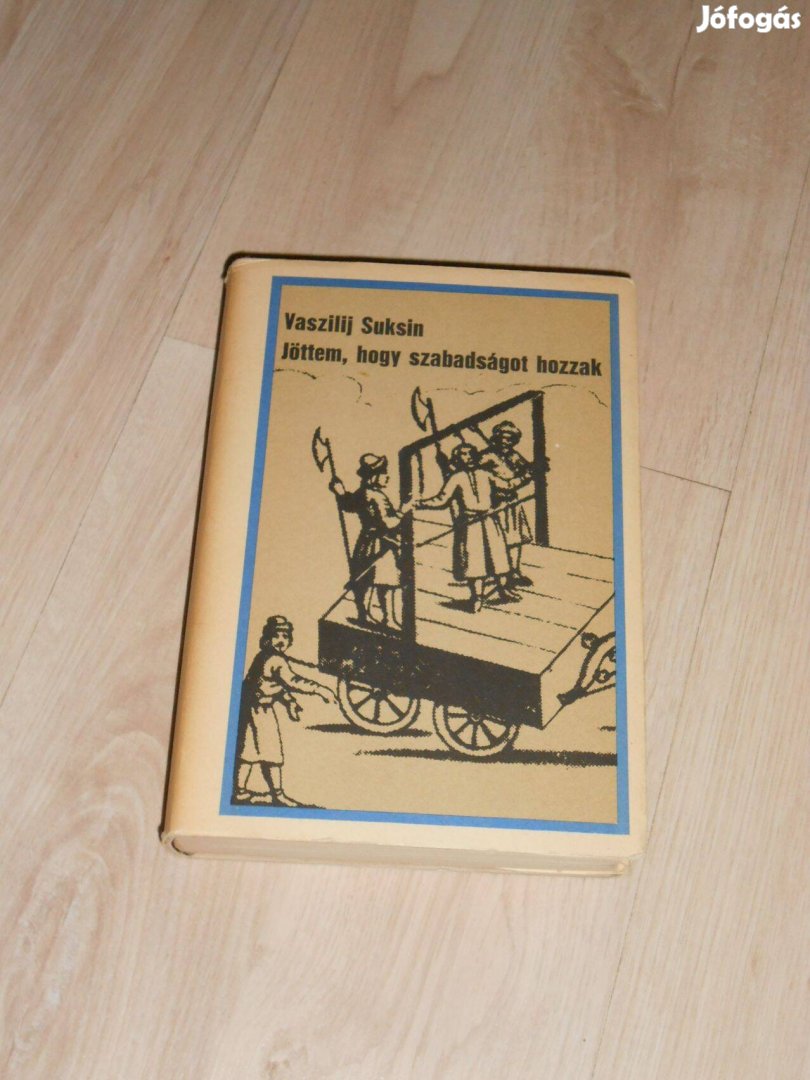 Jófogás
Vaszilij Suksin
Jöttem, hogy szabadságot hozzak